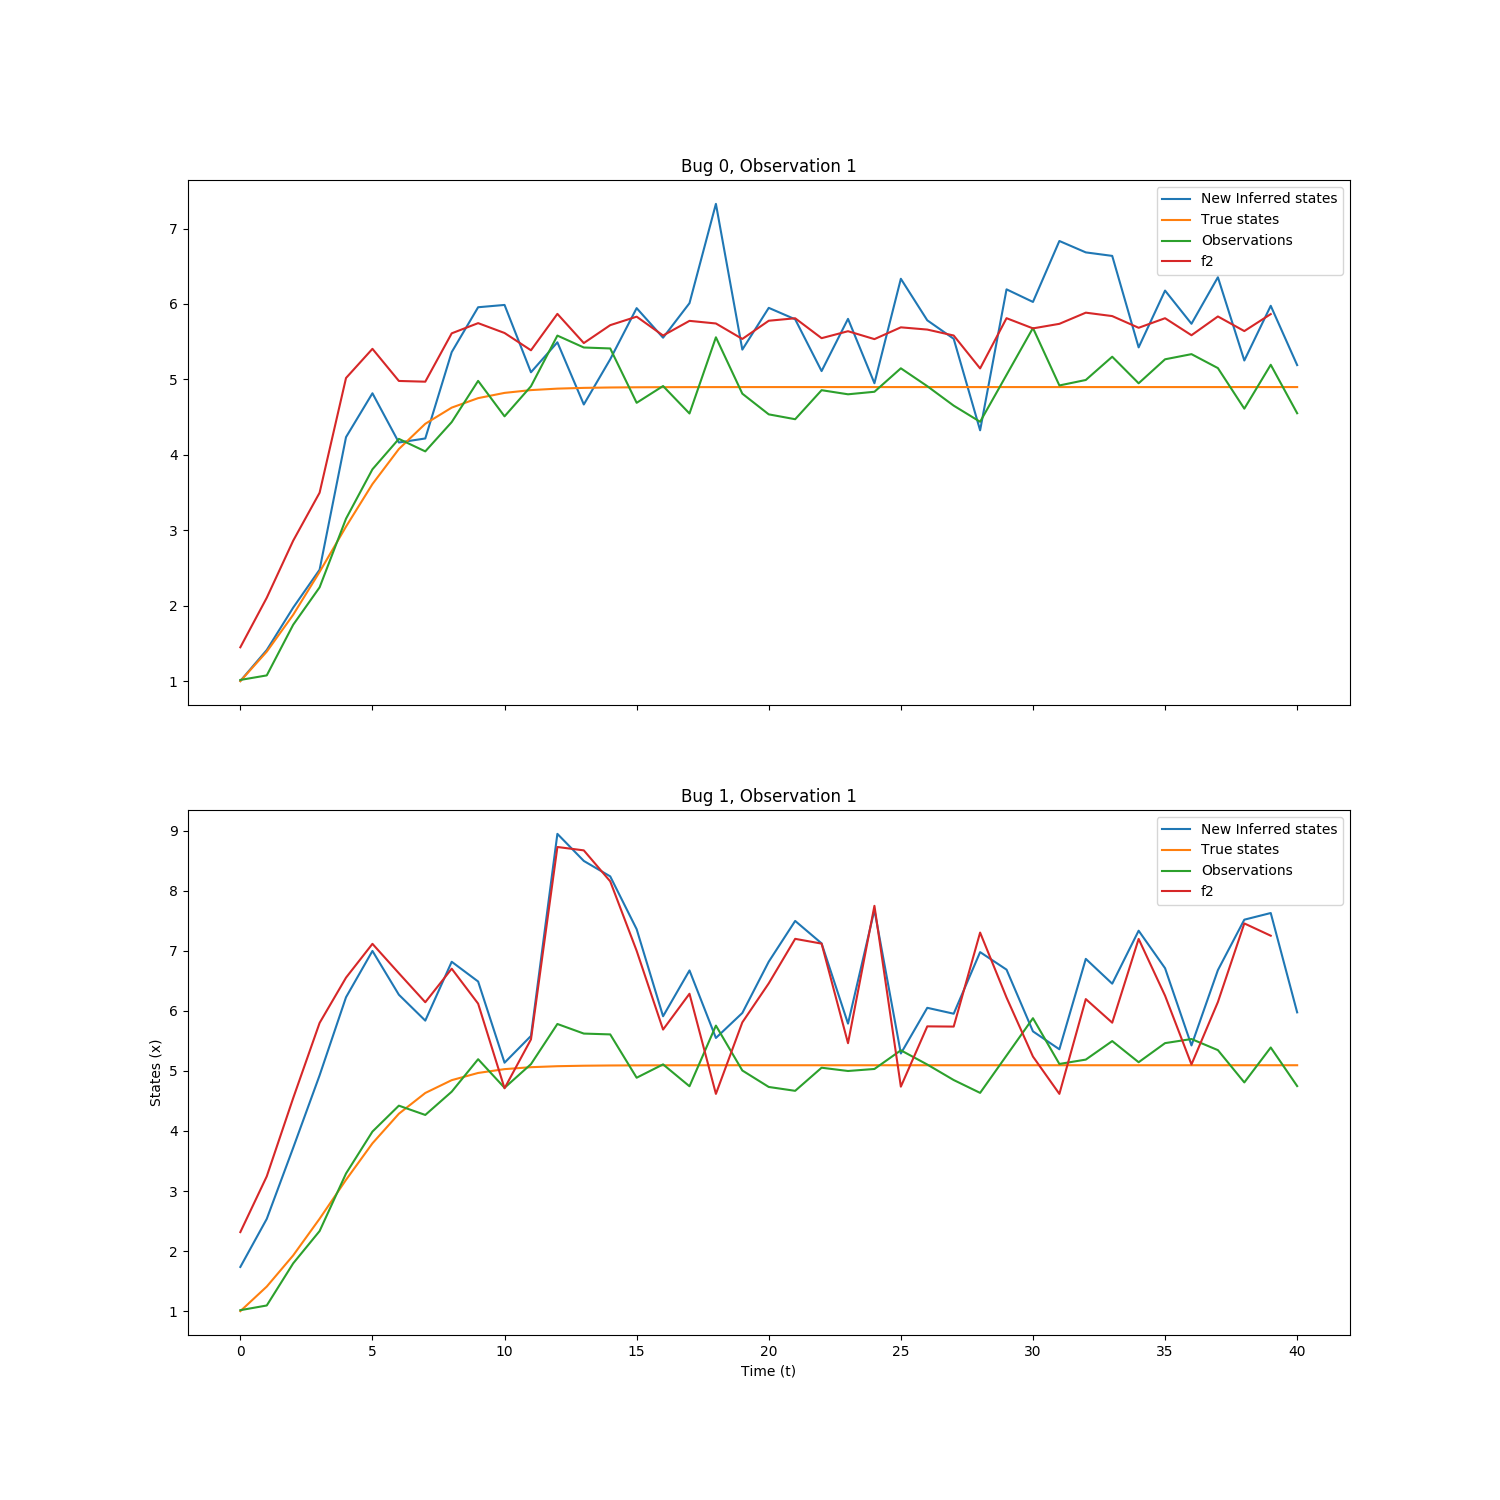 Bug 0, Observation 1
New Inferred states
True states
Observations
f2
7
6
5
4
3
2
1
Bug 1, Observation 1
New Inferred states
True states
Observations
f2
9
8
7
6
5
4
3
2
1
States (x)
0 5 10 15 20 25 30 35 40
Time (t)